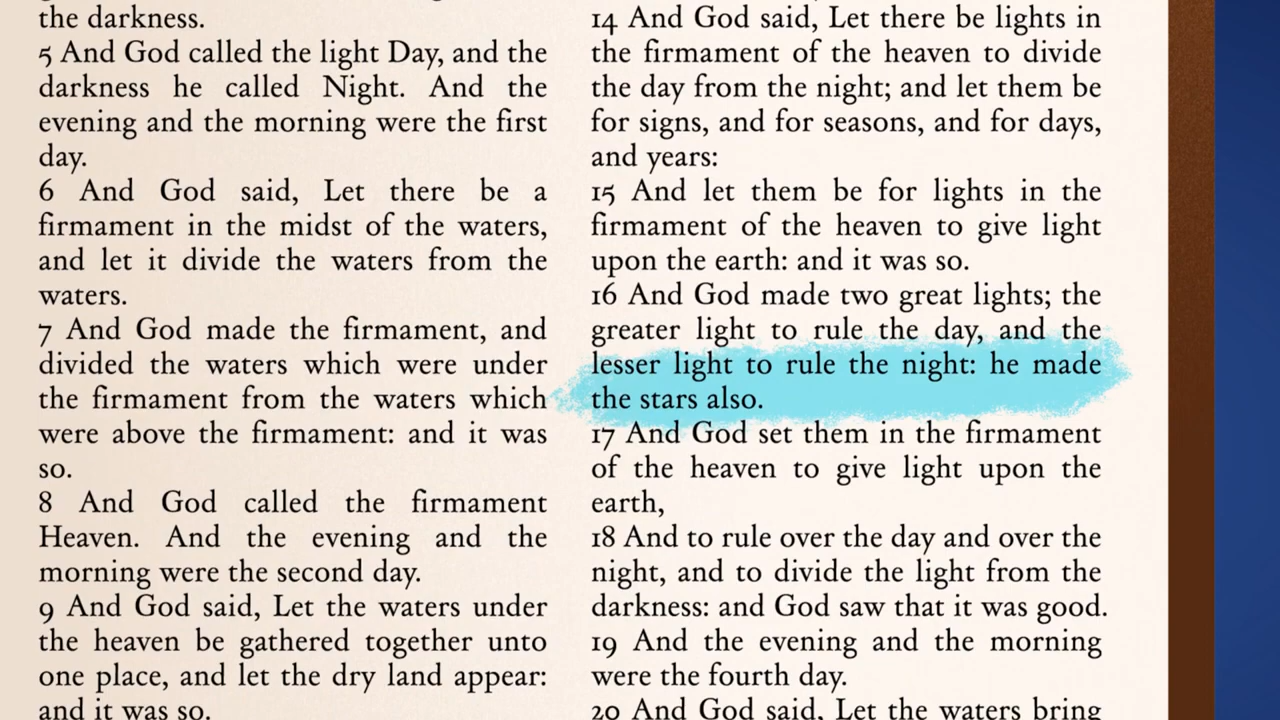 the darkness.
5 And God called the light Day, and the
darkness he called Night. And the
evening and the morning were the first
day.
6 And God said, Let there be a
firmament in the midst of the waters,
and let it divide the waters from the
waters.
7 And God made the firmament, and
divided the waters which were under
the firmament from the waters which
were above the firmament: and it was
so.
8 And God called the firmament
Heaven. And the evening and the
morning were the second day.
9 And God said, Let the waters under
the heaven be gathered together unto
one place, and let the dry land appear:
and it was so.
14 And God said, Let there be lights in
the firmament of the heaven to divide
the day from the night; and let them be
for signs, and for seasons, and for days,
and years:
15 And let them be for lights in the
firmament of the heaven to give light
upon the earth: and it was so.
16 And God made two great lights; the
greater light to rule the day, and the
lesser light to rule the night: he made
the stars also.
17 And God set them in the firmament
of the heaven to give light upon the
earth,
18 And to rule over the day and over the
night, and to divide the light from the
darkness: and God saw that it was good.
19 And the evening and the morning
were the fourth day.
20 And God said, Let the waters bring